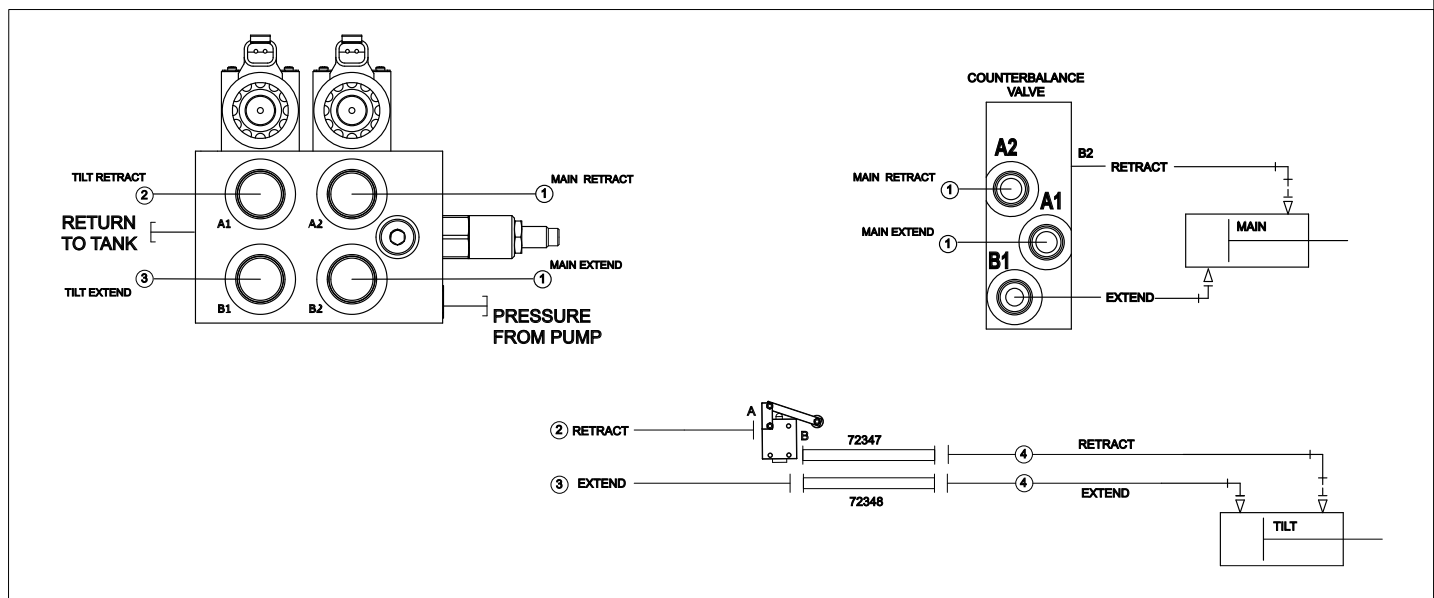 TILT RETRACT
2
MAIN RETRACT
1
A1
A2
RETURN
TO TANK
3
TILT EXTEND
MAIN EXTEND
1
B1
B2
PRESSURE
FROM PUMP
COUNTERBALANCE
VALVE
A2
B2
RETRACT
MAIN RETRACT
1
A1
MAIN EXTEND
1
MAIN
B1
EXTEND
A
2 RETRACT
B
72347
4
RETRACT
3 EXTEND
72348
4
EXTEND
TILT